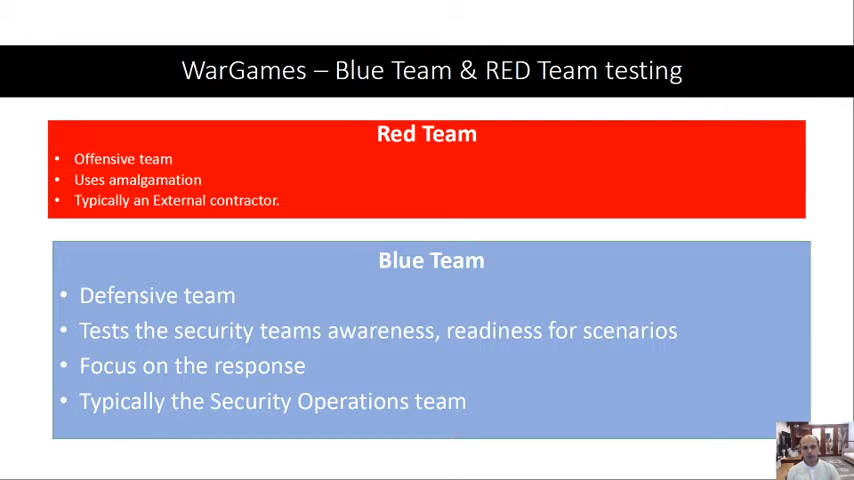 WarGames – Blue Team & RED Team testing
Red Team
• Offensive team
• Uses amalgamation
• Typically an External contractor.
Blue Team
• Defensive team
• Tests the security teams awareness, readiness for scenarios
• Focus on the response
• Typically the Security Operations team